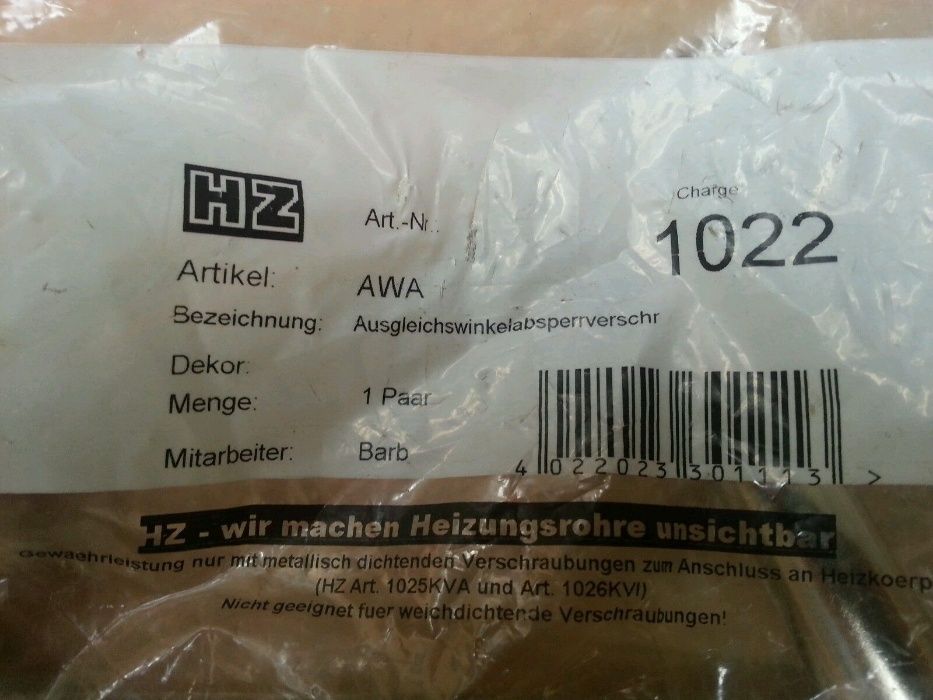 HZ
Art.-Nr.:
Charge
1022
Artikel: AWA
Bezeichnung: Ausgleichswinkelabsperrverschr
Dekor:
Menge: 1 Paar
Mitarbeiter: Barb
4 022023 301113 >
HZ - wir machen Heizungsrohre unsichtbar
Gewaehrleistung nur mit metallisch dichtenden Verschraubungen zum Anschluss an Heizkoerp
(HZ Art. 1025KVA und Art. 1026KVI)
Nicht geeignet fuer weichdichtende Verschraubungen!